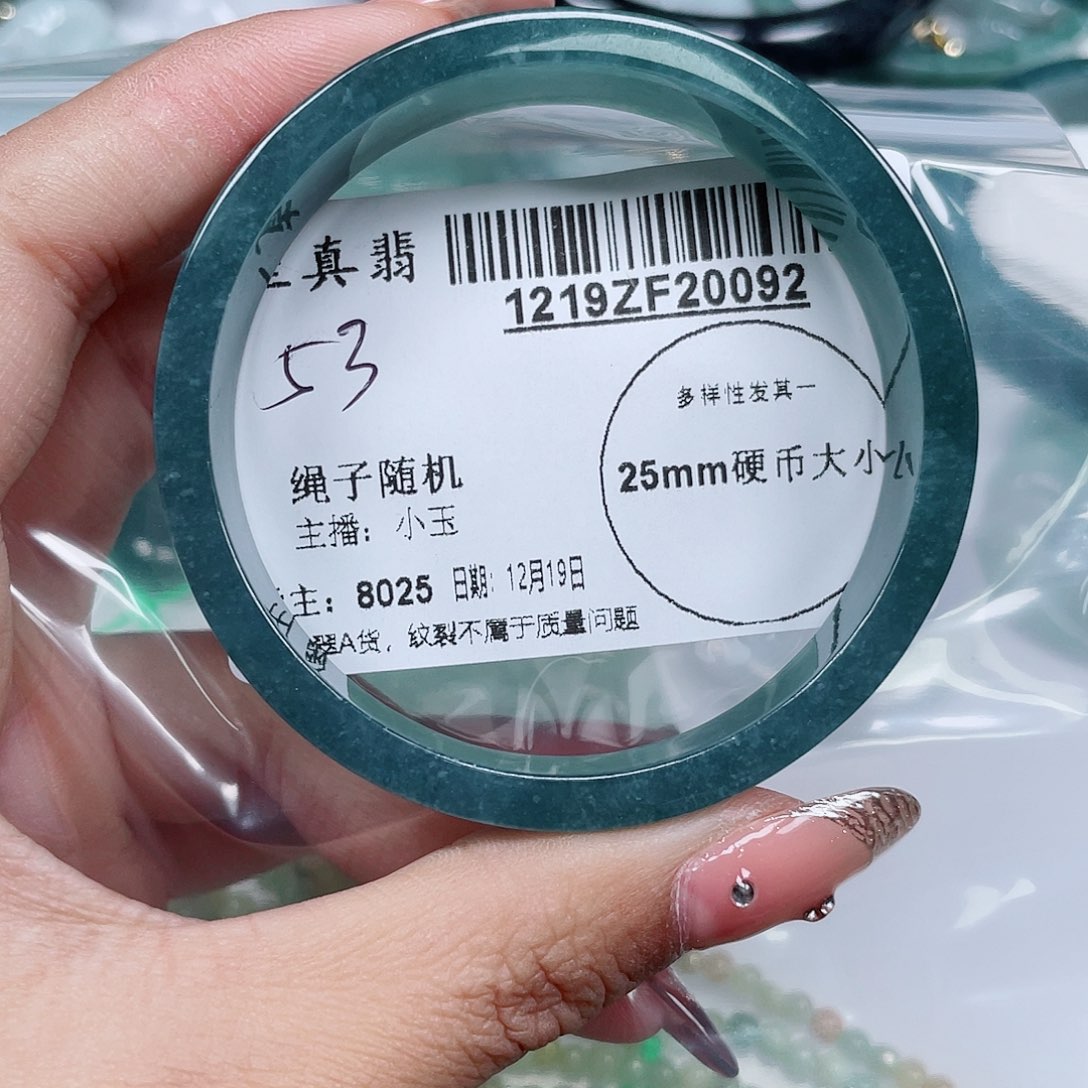 真翡
1219ZF20092
53
多样性发其一
25mm硬币大小
绳子随机
主播：小玉
主：8025 日期：12月19日
A货，纹裂不属于质量问题